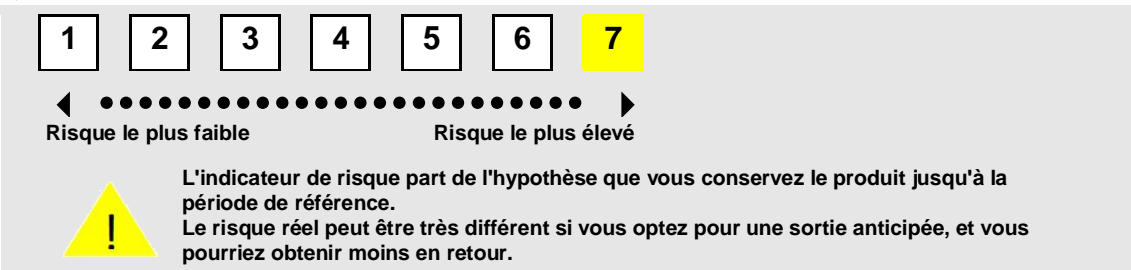 1 2 3 4 5 6 7
Risque le plus faible Risque le plus élevé
L'indicateur de risque part de l'hypothèse que vous conservez le produit jusqu'à la
période de référence.
! Le risque réel peut être très différent si vous optez pour une sortie anticipée, et vous
pourriez obtenir moins en retour.